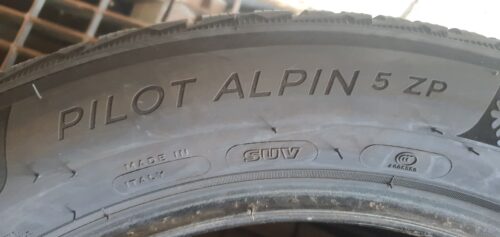 PILOT ALPIN 5 ZP
MADE IN
ITALY
SUV